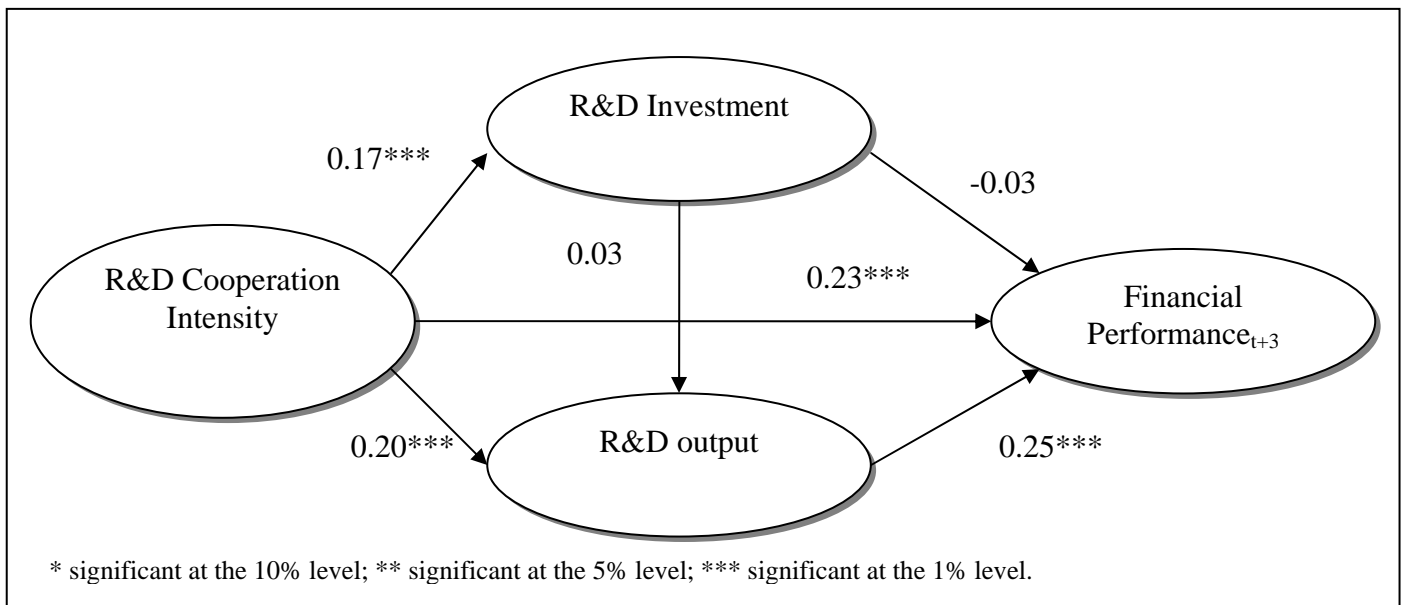 R&D Investment
0.17***
-0.03
R&D Cooperation
Intensity
0.03
0.23***
Financial
Performance_{t+3}
R&D output
0.20***
0.25***
* significant at the 10% level; ** significant at the 5% level; *** significant at the 1% level.